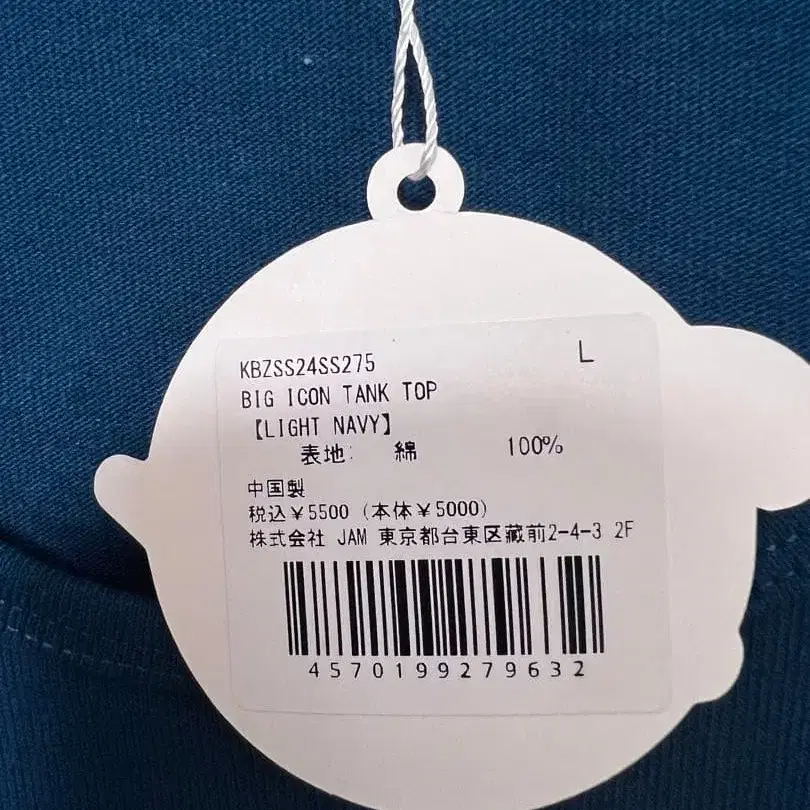 KBZSS24SS275 L
BIG ICON TANK TOP
【LIGHT NAVY】
表地: 綿 100%
中国製
税込¥5500 (本体¥5000)
株式会社 JAM 東京都台東区蔵前2-4-3 2F
4570199279632